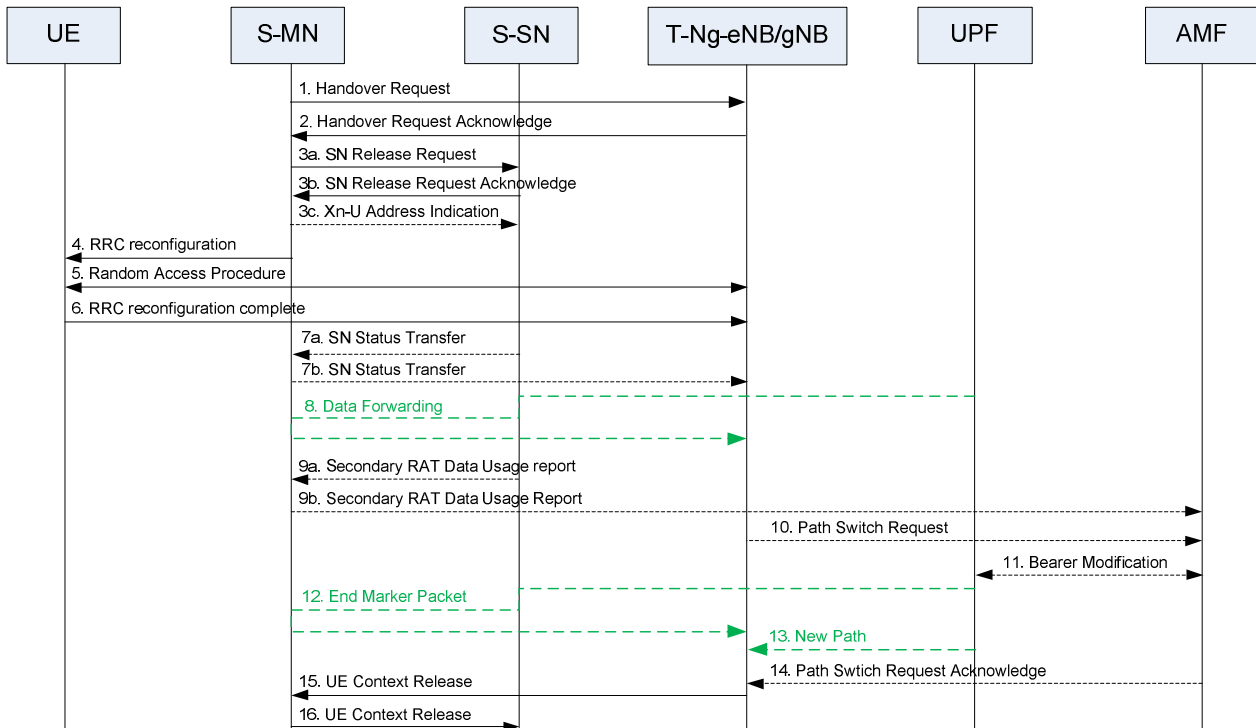 UE
S-MN
S-SN
T-Ng-eNB/gNB
UPF
AMF
1. Handover Request
2. Handover Request Acknowledge
3a. SN Release Request
3b. SN Release Request Acknowledge
3c. Xn-U Address Indication
4. RRC reconfiguration
5. Random Access Procedure
6. RRC reconfiguration complete
7a. SN Status Transfer
7b. SN Status Transfer
8. Data Forwarding
9a. Secondary RAT Data Usage report
9b. Secondary RAT Data Usage Report
10. Path Switch Request
11. Bearer Modification
12. End Marker Packet
13. New Path
14. Path Swtich Request Acknowledge
15. UE Context Release
16. UE Context Release